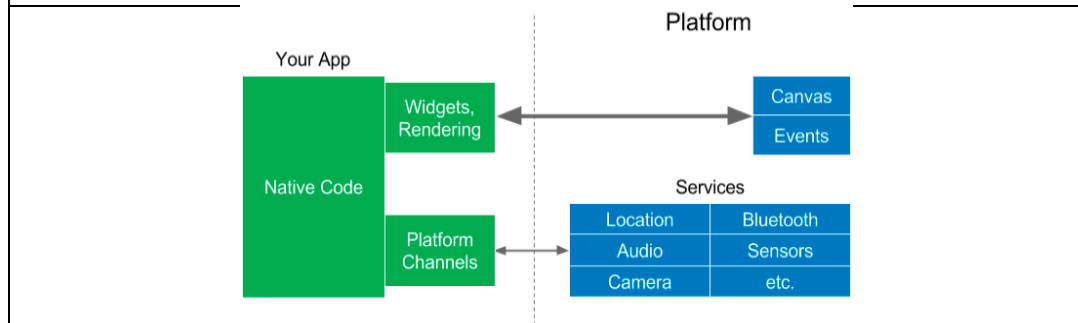 Platform
Your App
Widgets,
Rendering
Canvas
Events
Native Code
Services
Platform
Channels
Location
Bluetooth
Audio
Sensors
Camera
etc.